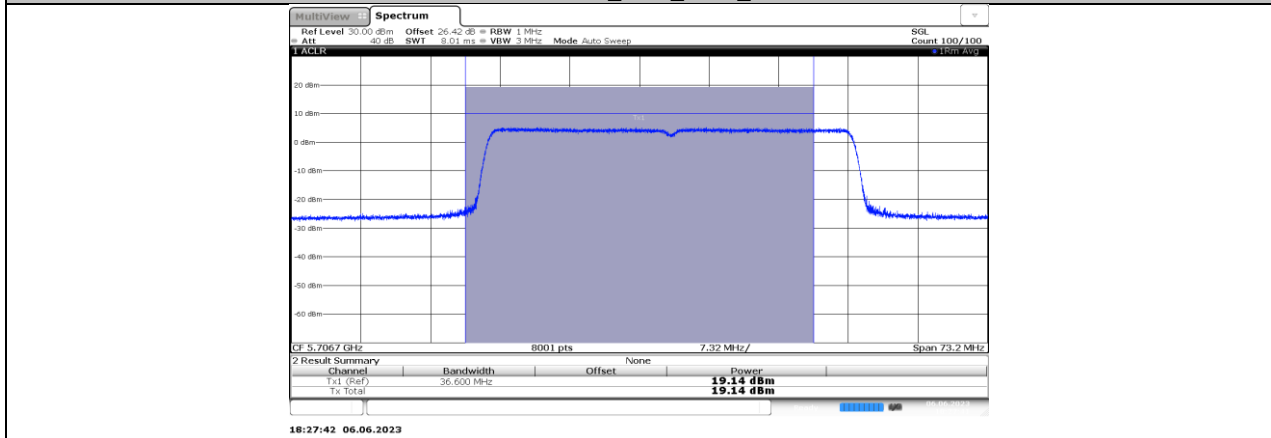 MultiView Spectrum
Ref Level 30.00 dBm Offset 26.42 dB RBW 1 MHz SGL
Att 40 dB SWT 8.01 ms VBW 3 MHz Mode Auto Sweep Count 100/100
1 ACLR 1Rm Avg
20 dBm
10 dBm
Tx1
0 dBm
-10 dBm
-20 dBm
-30 dBm
-40 dBm
-50 dBm
-60 dBm
CF 5.7067 GHz 8001 pts 7.32 MHz/ Span 73.2 MHz
2 Result Summary None
Channel Bandwidth Offset Power
Tx1 (Ref) 36.600 MHz 19.14 dBm
Tx Total 19.14 dBm
06.06.2023
18:27:42 06.06.2023